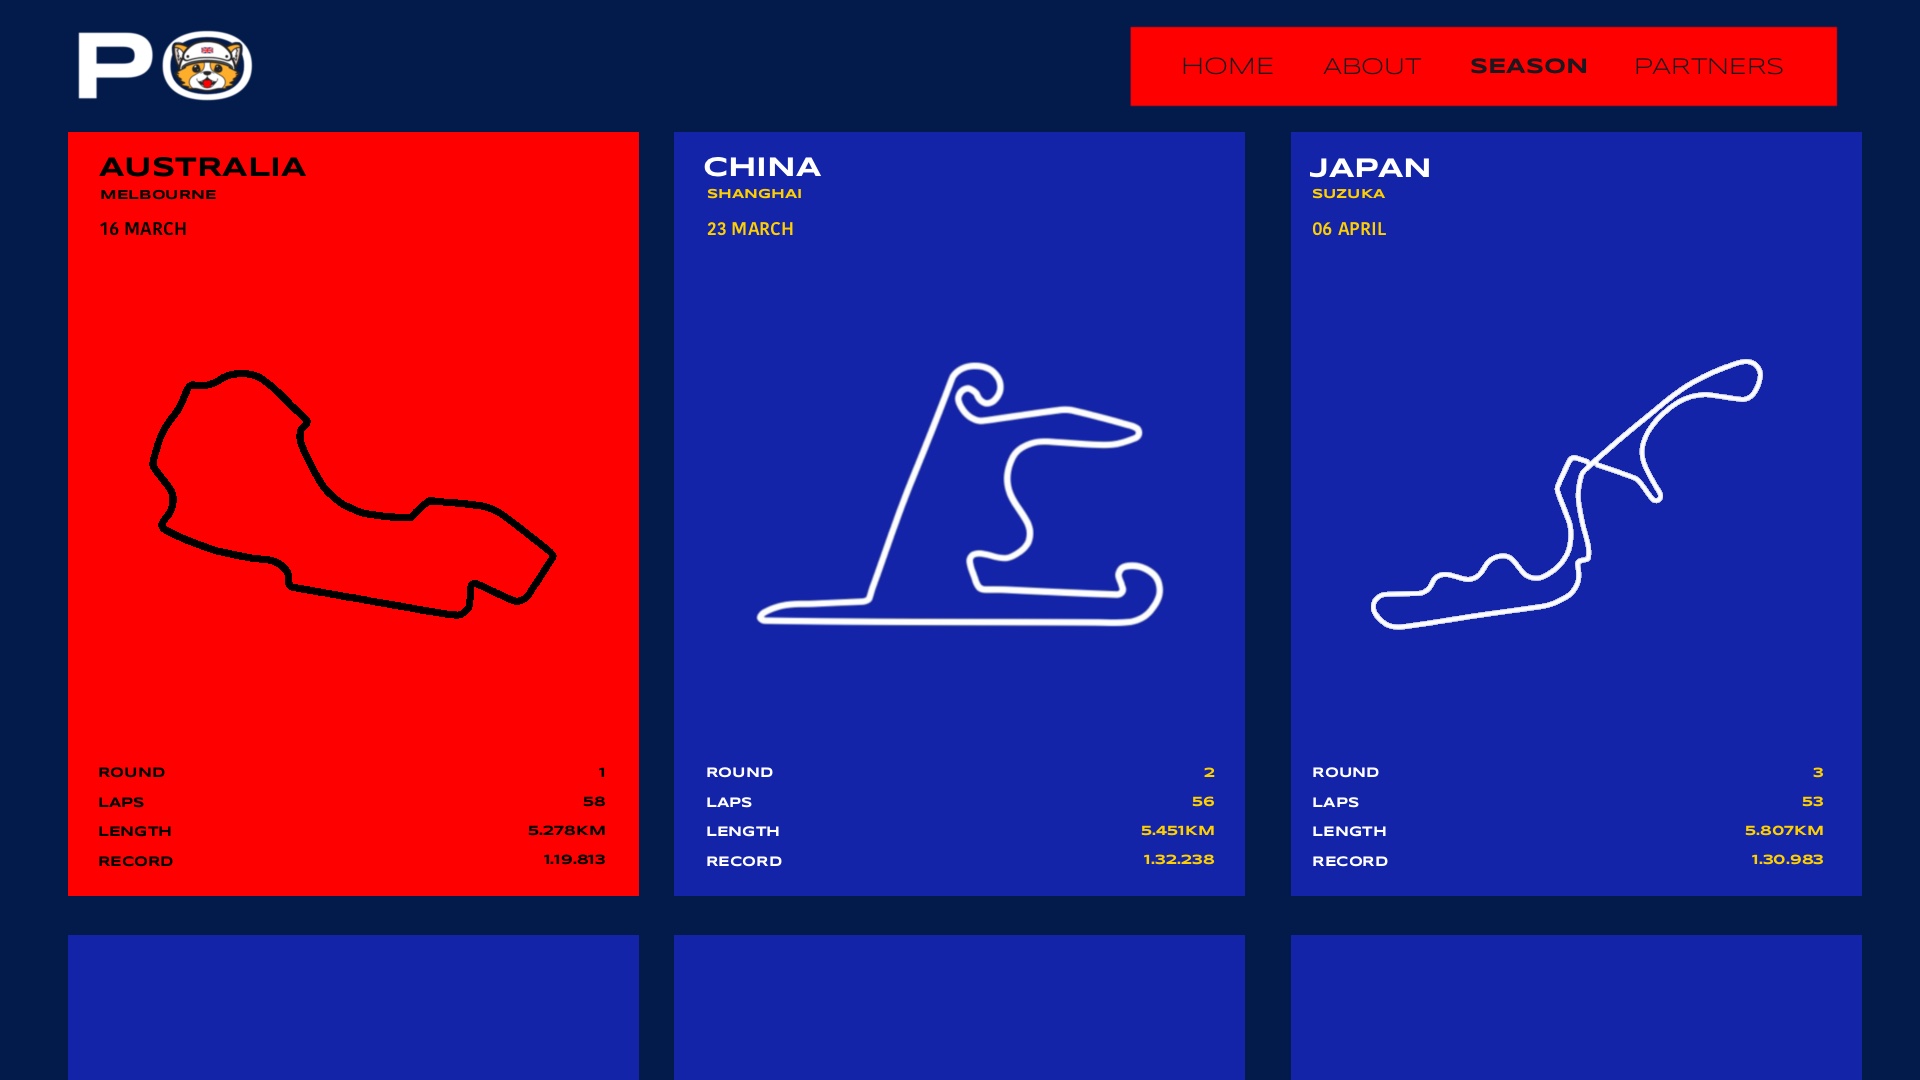 PO
HOME ABOUT SEASON PARTNERS
AUSTRALIA
MELBOURNE
16 MARCH
ROUND 1
LAPS 58
LENGTH 5.278KM
RECORD 1.19.813
CHINA
SHANGHAI
23 MARCH
ROUND 2
LAPS 56
LENGTH 5.451KM
RECORD 1.32.238
JAPAN
SUZUKA
06 APRIL
ROUND 3
LAPS 53
LENGTH 5.807KM
RECORD 1.30.983